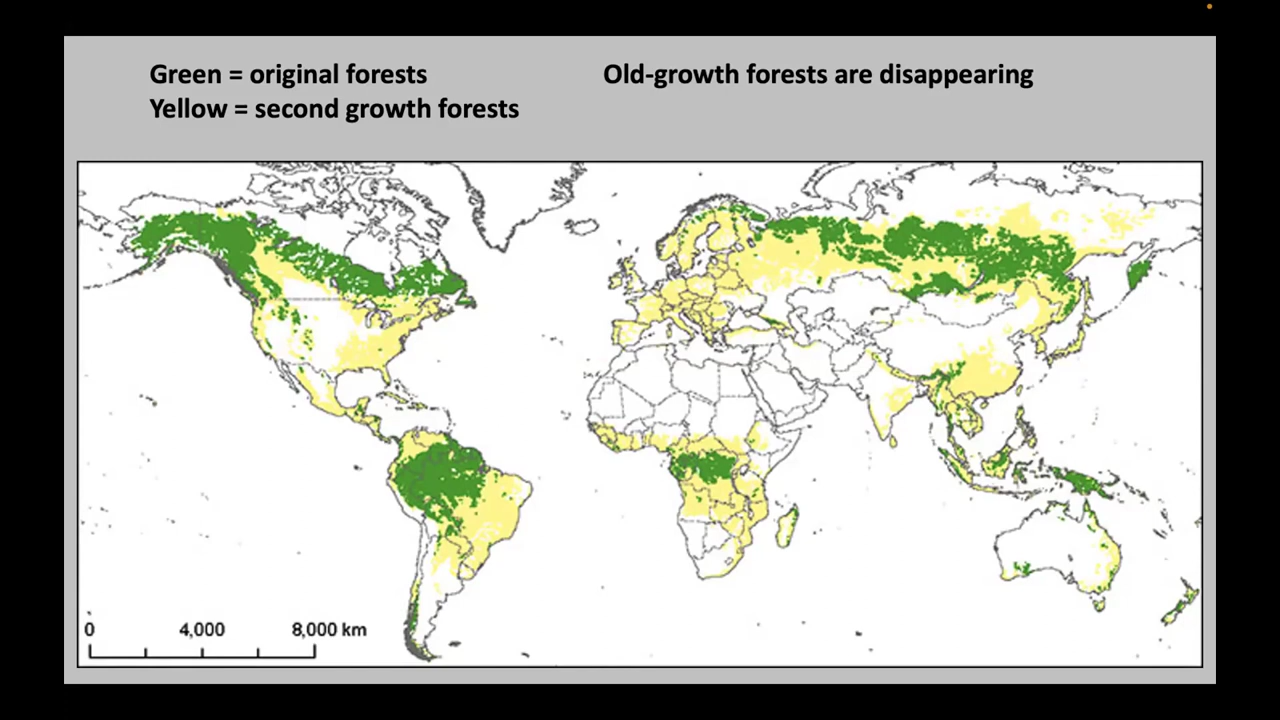 Green = original forests
Yellow = second growth forests
Old-growth forests are disappearing
0 4,000 8,000 km